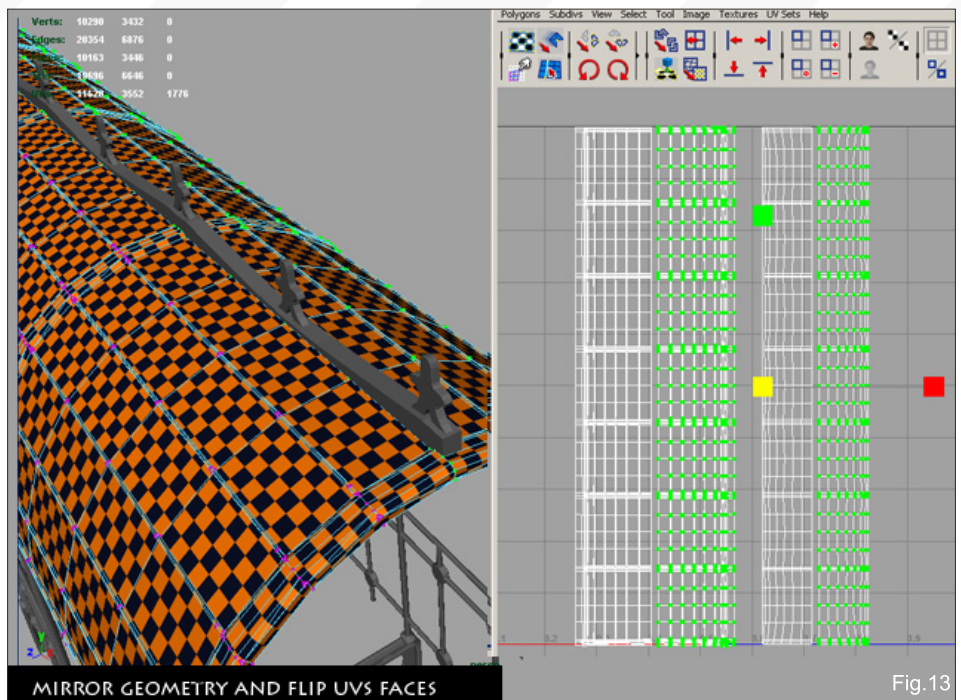 Polygons Subdivs View Select Tool Image Textures UV Sets Help
Verts: 10290 3432 0
Edges: 20354 6876 0
10163 3446 0
19696 6646 0
11628 3552 1776
MIRROR GEOMETRY AND FLIP UVS FACES
Fig.13